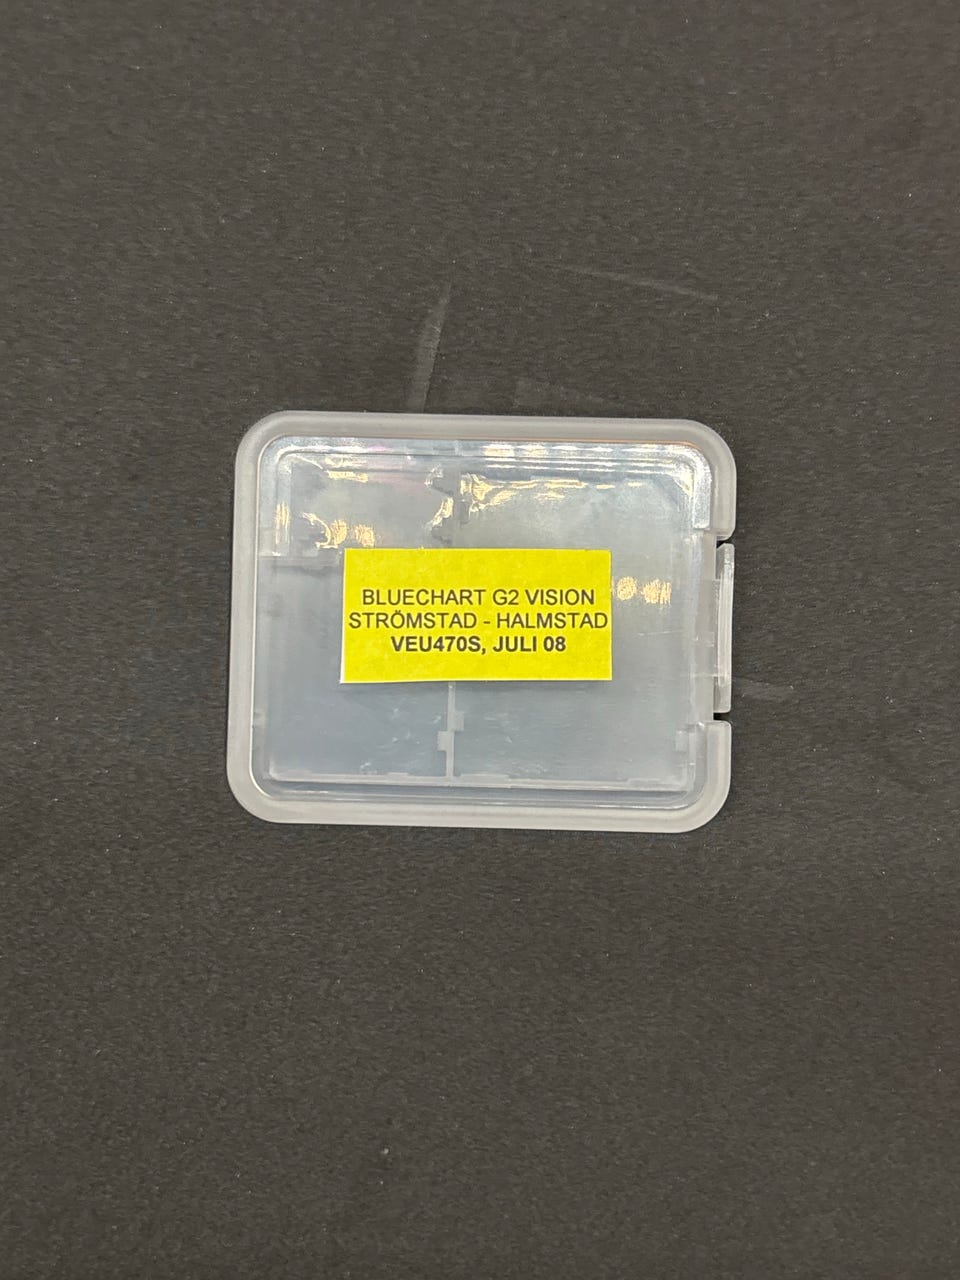 BLUECHART G2 VISION
STRÖMSTAD - HALMSTAD
VEU470S, JULI 08